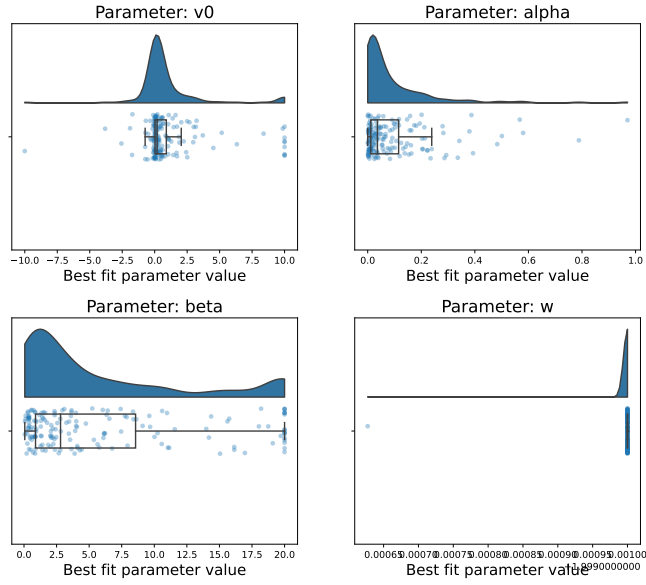 Parameter: v0
Parameter: alpha
−10.0 −7.5 −5.0 −2.5 0.0 2.5 5.0 7.5 10.0
0.0 0.2 0.4 0.6 0.8 1.0
Best fit parameter value
Best fit parameter value
Parameter: beta
Parameter: w
0.0 2.5 5.0 7.5 10.0 12.5 15.0 17.5 20.0
0.00065 0.00070 0.00075 0.00080 0.00085 0.00090 0.00095 0.00100
Best fit parameter value
Best fit parameter value